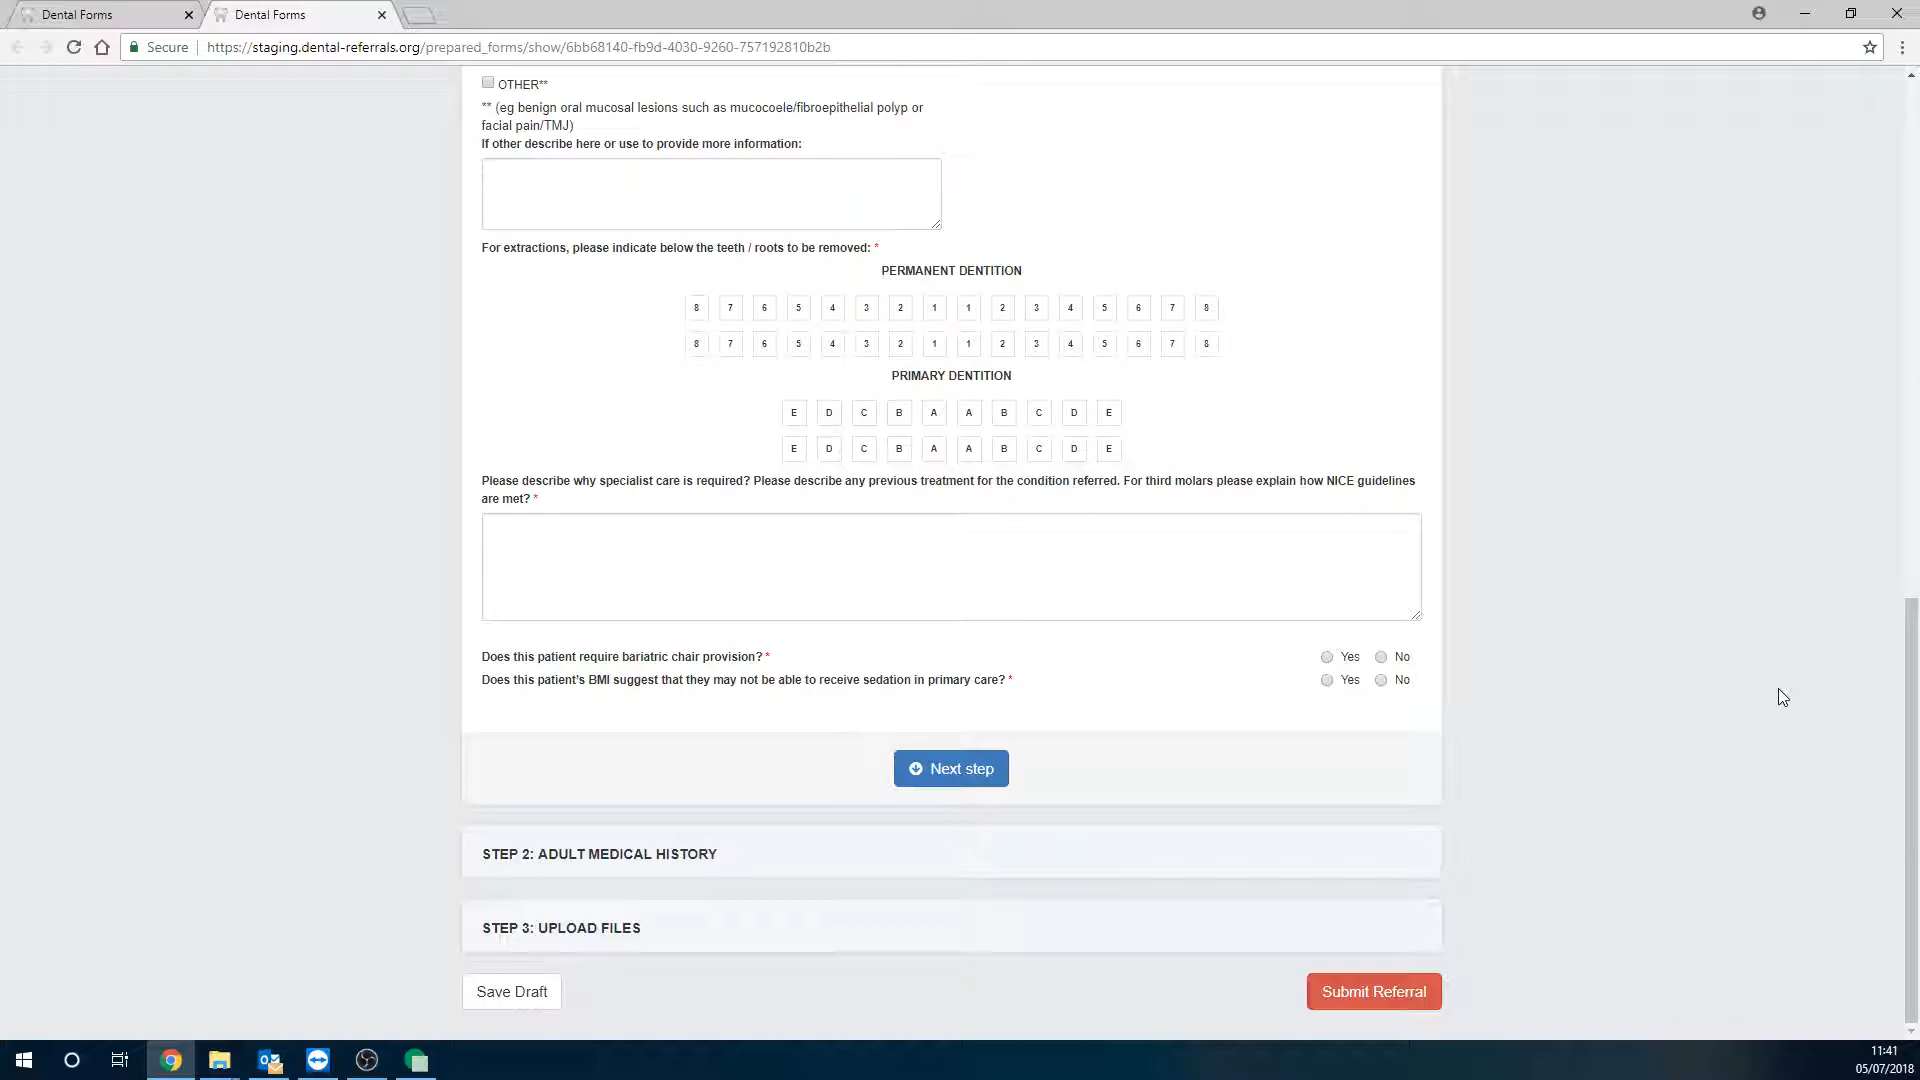 Dental Forms
Dental Forms
Secure
https://staging.dental-referrals.org/prepared_forms/show/6bb68140-fb9d-4030-9260-757192810b2b
OTHER**
** (eg benign oral mucosal lesions such as mucocoele/fibroepithelial polyp or
facial pain/TMJ)
If other describe here or use to provide more information:
For extractions, please indicate below the teeth / roots to be removed: *
PERMANENT DENTITION
8 7 6 5 4 3 2 1 1 2 3 4 5 6 7 8
8 7 6 5 4 3 2 1 1 2 3 4 5 6 7 8
PRIMARY DENTITION
E D C B A A B C D E
E D C B A A B C D E
Please describe why specialist care is required? Please describe any previous treatment for the condition referred. For third molars please explain how NICE guidelines
are met? *
Does this patient require bariatric chair provision? * Yes No
Does this patient's BMI suggest that they may not be able to receive sedation in primary care? * Yes No
Next step
STEP 2: ADULT MEDICAL HISTORY
STEP 3: UPLOAD FILES
Save Draft
Submit Referral
11:41
05/07/2018